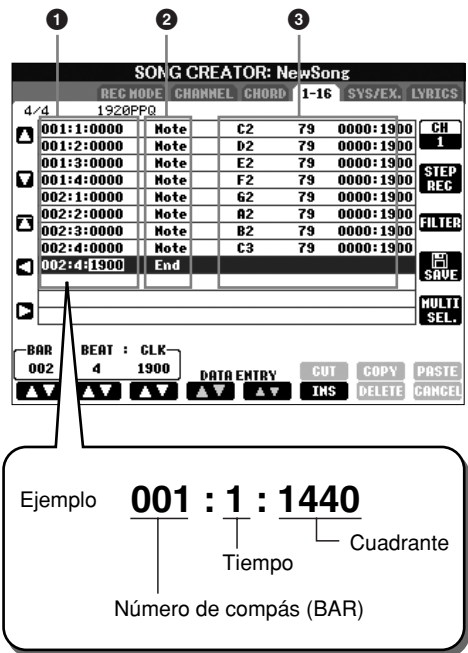 1 2 3
SONG CREATOR: NewSong
REC MODE CHANNEL CHORD 1-16 SYS/EX. LYRICS
4/4 1920PPQ
001:1:0000 Note C2 79 0000:1900
001:2:0000 Note D2 79 0000:1900
001:3:0000 Note E2 79 0000:1900
001:4:0000 Note F2 79 0000:1900
002:1:0000 Note G2 79 0000:1900
002:2:0000 Note A2 79 0000:1900
002:3:0000 Note B2 79 0000:1900
002:4:0000 Note C3 79 0000:1900
002:4:1900 End
CH
1
STEP
REC
FILTER
SAVE
MULTI
SEL.
BAR BEAT : CLK
002 4 1900
DATA ENTRY
CUT COPY PASTE
INS DELETE CANCEL
Ejemplo 001 : 1 : 1440
Cuadrante
Tiempo
Número de compás (BAR)